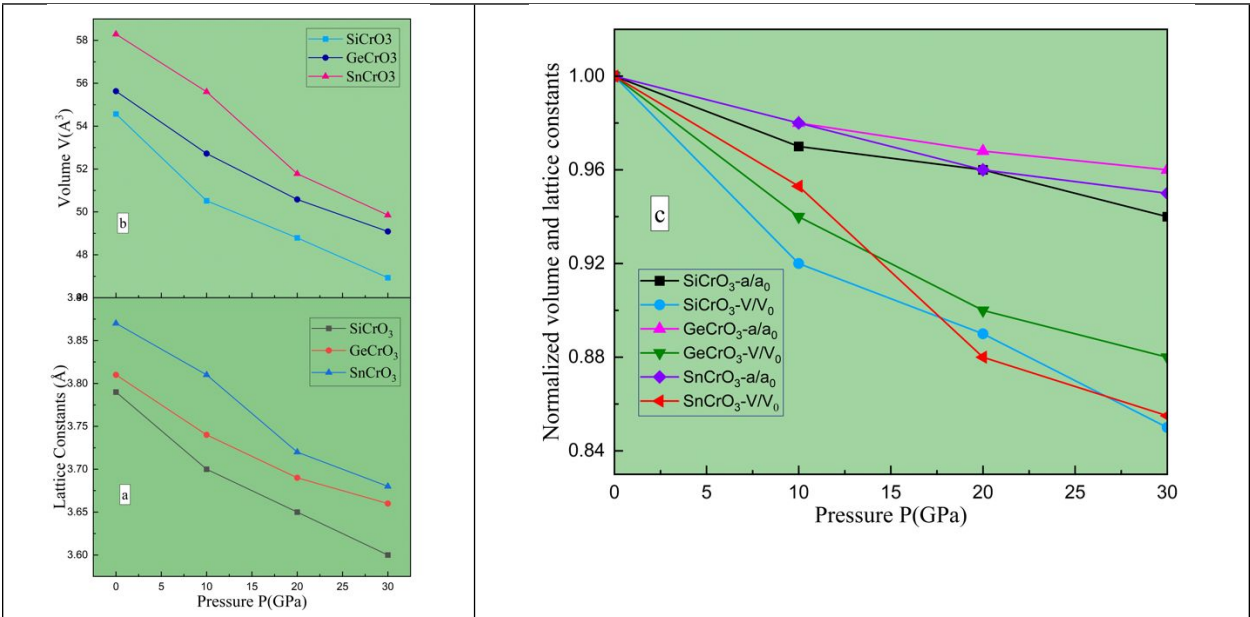 58
56
54
52
50
48
46
Volume V(A³)
SiCrO3
GeCrO3
SnCrO3
b
3.90
3.85
3.80
3.75
3.70
3.65
3.60
Lattice Constants (Å)
SiCrO₃
GeCrO₃
SnCrO₃
a
0 5 10 15 20 25 30
Pressure P(GPa)
1.00
0.96
0.92
0.88
0.84
Normalized volume and lattice constants
c
SiCrO₃-a/a₀
SiCrO₃-V/V₀
GeCrO₃-a/a₀
GeCrO₃-V/V₀
SnCrO₃-a/a₀
SnCrO₃-V/V₀
0 5 10 15 20 25 30
Pressure P(GPa)